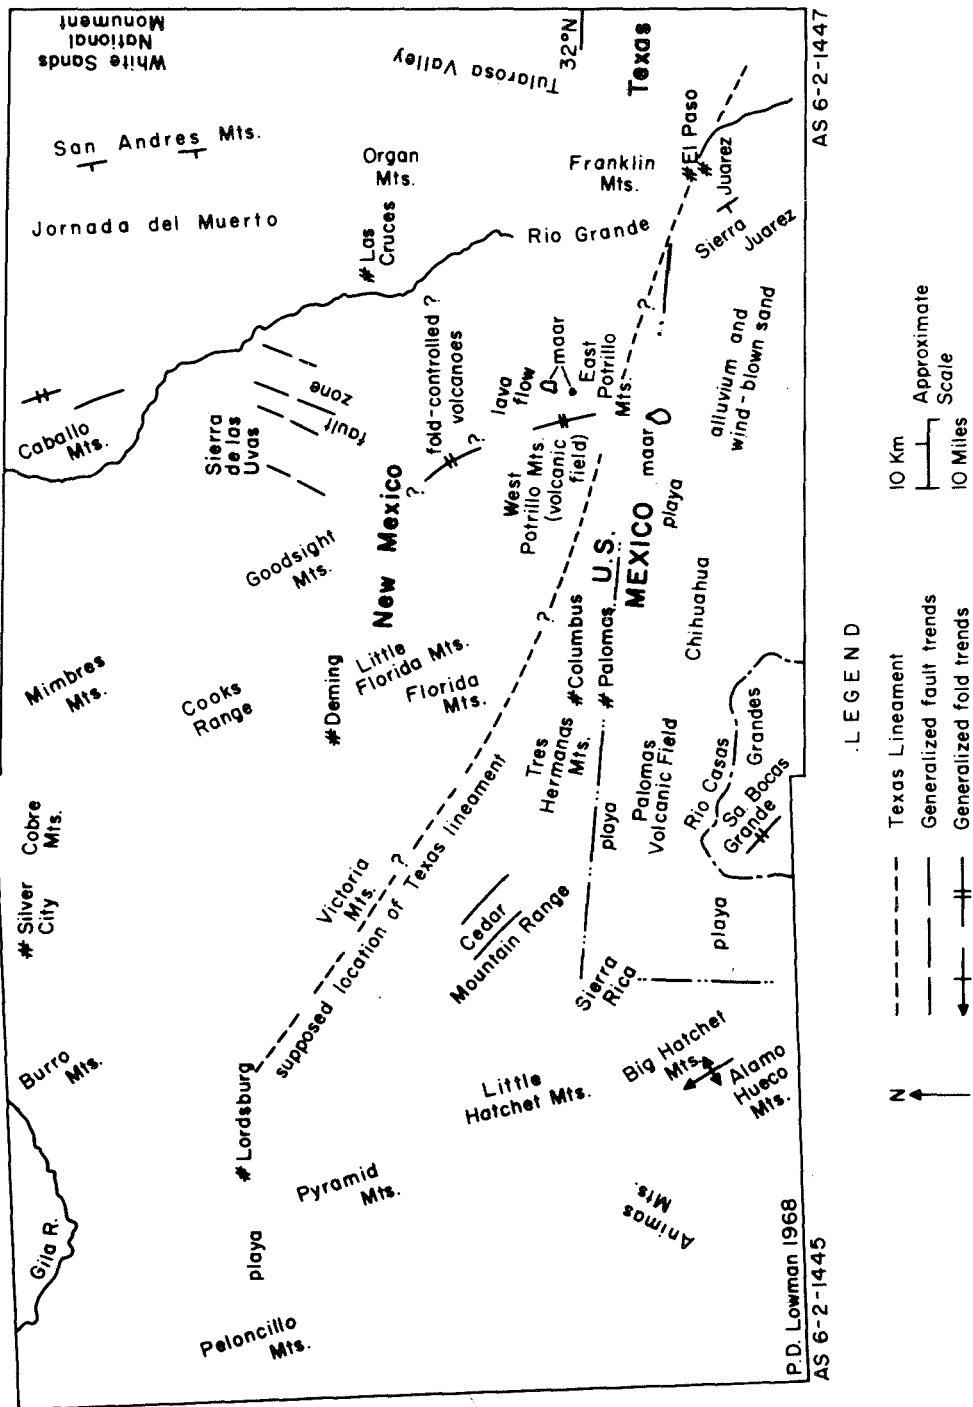 Gila R.
Burro
Mts.
# Silver
City
Cobre
Mts.
Mimbres
Mts.
Caballo
Mts.
San Andres Mts.
White Sands
National
Monument
Jornada del Muerto
Peloncillo
Mts.
playa
# Lordsburg
Pyramid
Mts.
supposed location of Texas lineament
Victoria
Mts.
?
Cooks
Range
# Deming
Little
Florida Mts.
Florida
Mts.
Goodsight
Mts.
Sierra
de las
Uvas
fault
zone
New Mexico
?
fold-controlled ?
volcanoes
?
# Las
Cruces
Organ
Mts.
Tularosa Valley
Cedar
Mountain Range
Little
Hatchet Mts.
Animas
Mts.
Big Hatchet
Mts.
Alamo
Hueco
Mts.
Sierra
Rica
Tres
Hermanas
Mts.
# Columbus
# Palomas
?
U.S.
MEXICO
West
Potrillo Mts.
(volcanic
field)
lava
flow
maar
East
Potrillo
Mts.
maar
?
Rio Grande
Franklin
Mts.
32°N
Texas
# El Paso
#
Juarez
Sierra
Juarez
playa
Palomas
Volcanic Field
playa
Rio Casas
Grandes
Sa. Bocas
Grande
Chihuahua
playa
alluvium and
wind-blown sand
P.D. Lowman 1968
AS 6-2-1445
AS 6-2-1447
LEGEND
N
Texas Lineament
Generalized fault trends
Generalized fold trends
10 Km
Approximate
Scale
10 Miles